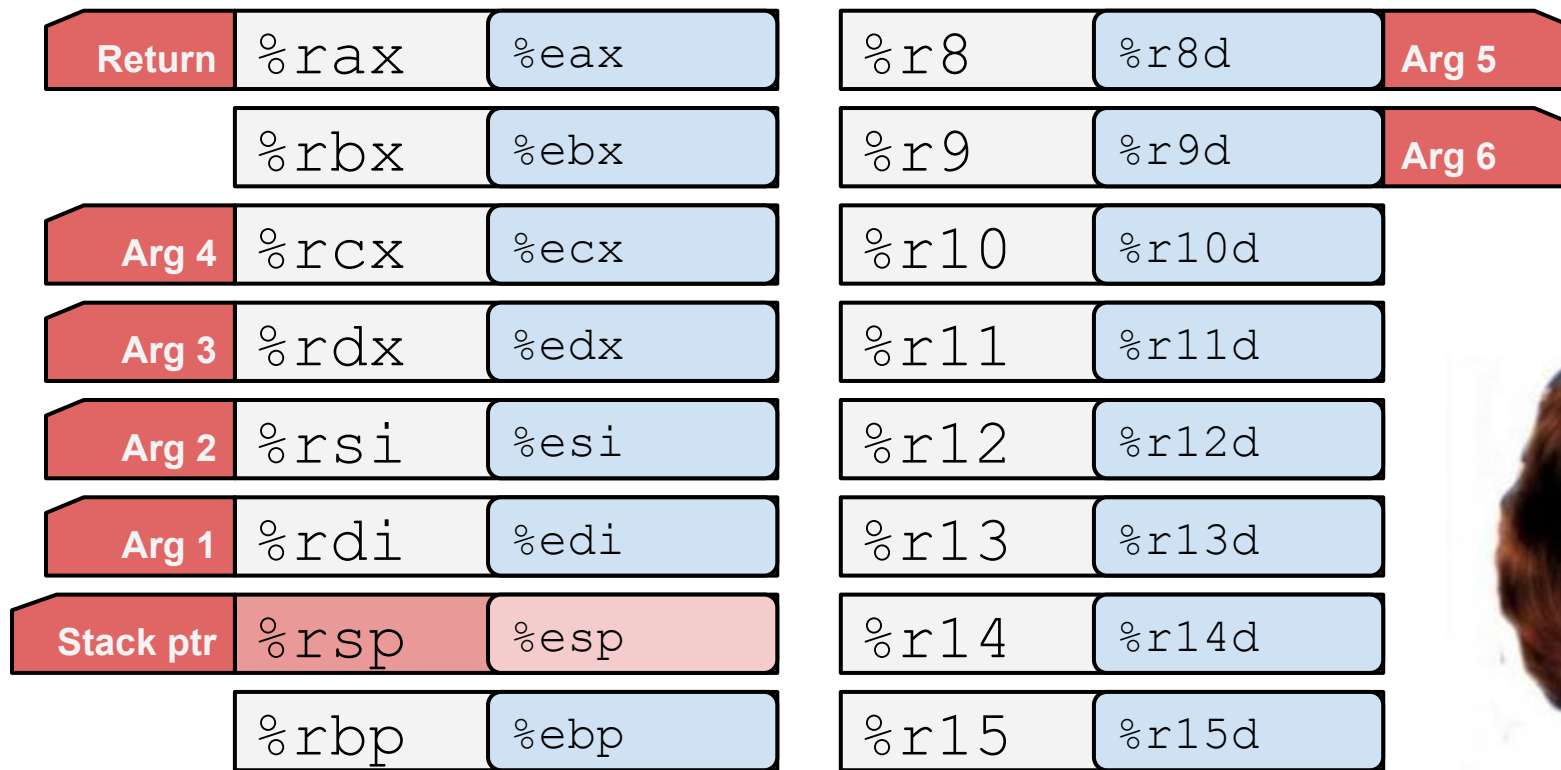 Return %rax %eax %r8 %r8d Arg 5
%rbx %ebx %r9 %r9d Arg 6
Arg 4 %rcx %ecx %r10 %r10d
Arg 3 %rdx %edx %r11 %r11d
Arg 2 %rsi %esi %r12 %r12d
Arg 1 %rdi %edi %r13 %r13d
Stack ptr %rsp %esp %r14 %r14d
%rbp %ebp %r15 %r15d